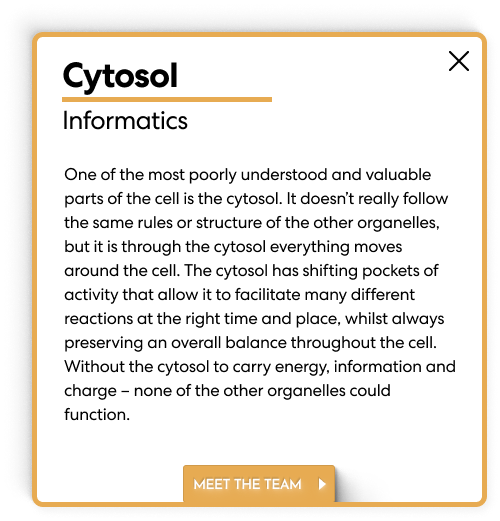 Cytosol
Informatics
One of the most poorly understood and valuable
parts of the cell is the cytosol. It doesn’t really follow
the same rules or structure of the other organelles,
but it is through the cytosol everything moves
around the cell. The cytosol has shifting pockets of
activity that allow it to facilitate many different
reactions at the right time and place, whilst always
preserving an overall balance throughout the cell.
Without the cytosol to carry energy, information and
charge – none of the other organelles could
function.
MEET THE TEAM